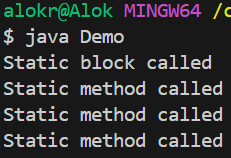 alokr@Alok MINGW64 /c
$ java Demo
Static block called
Static method called
Static method called
Static method called